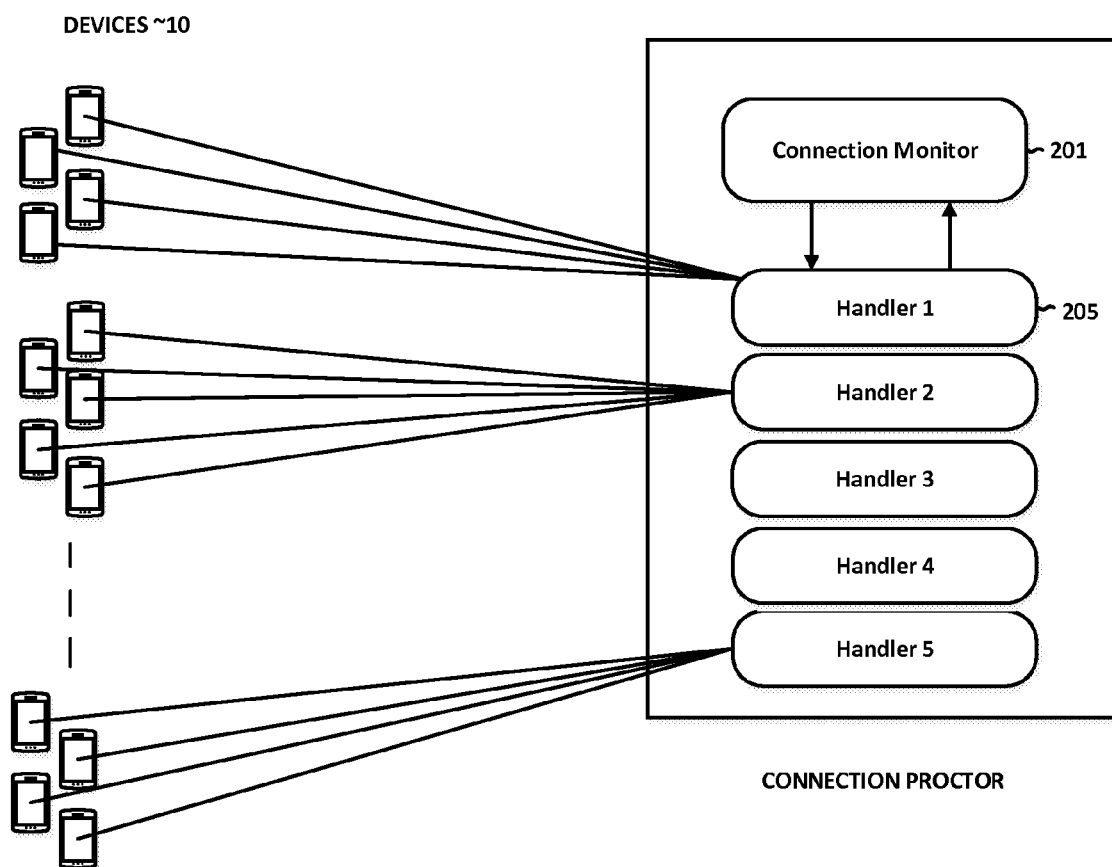 DEVICES ~10
Connection Monitor
~ 201
Handler 1
~ 205
Handler 2
Handler 3
Handler 4
Handler 5
CONNECTION PROCTOR